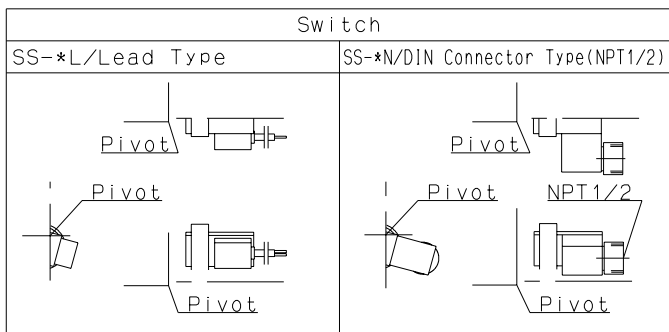 Switch
SS-*L/Lead Type
SS-*N/DIN Connector Type(NPT1/2)
Pivot
Pivot
Pivot
Pivot
NPT1/2
Pivot
Pivot